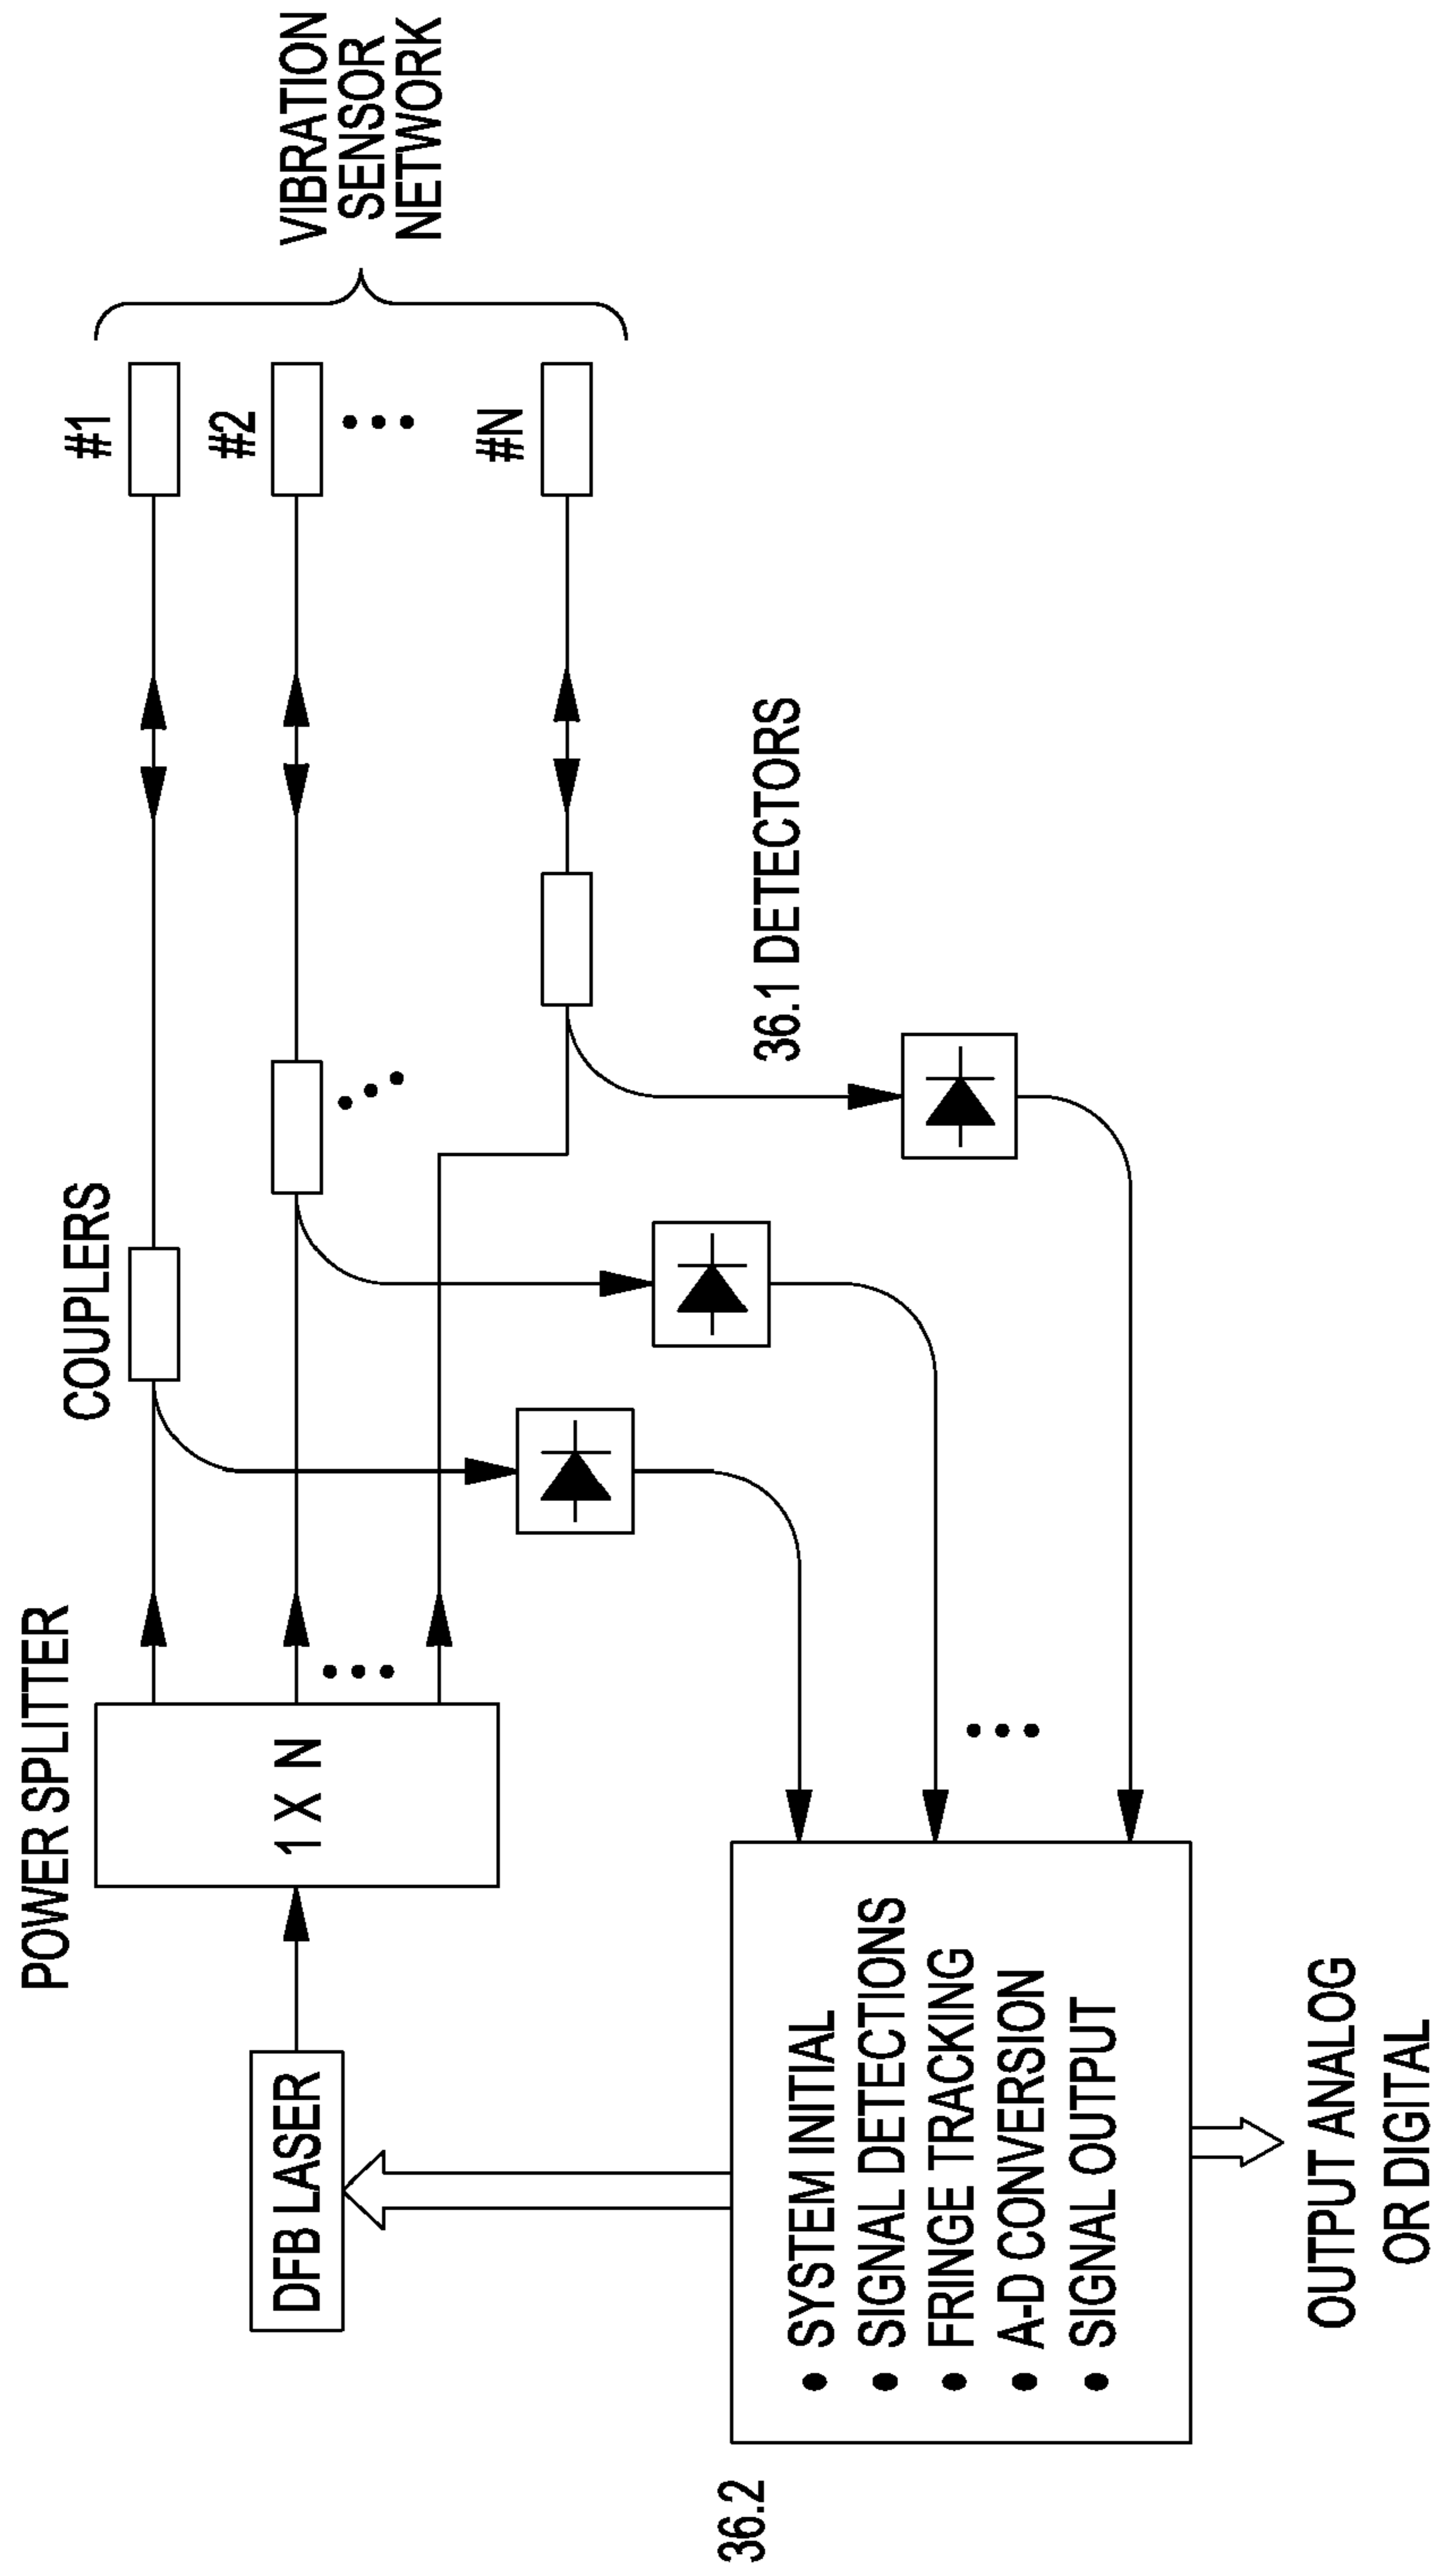 POWER SPLITTER
COUPLERS
#1
#2
#N
VIBRATION
SENSOR
NETWORK
DFB LASER
1 X N
36.1 DETECTORS
36.2
• SYSTEM INITIAL
• SIGNAL DETECTIONS
• FRINGE TRACKING
• A-D CONVERSION
• SIGNAL OUTPUT
OUTPUT ANALOG
OR DIGITAL